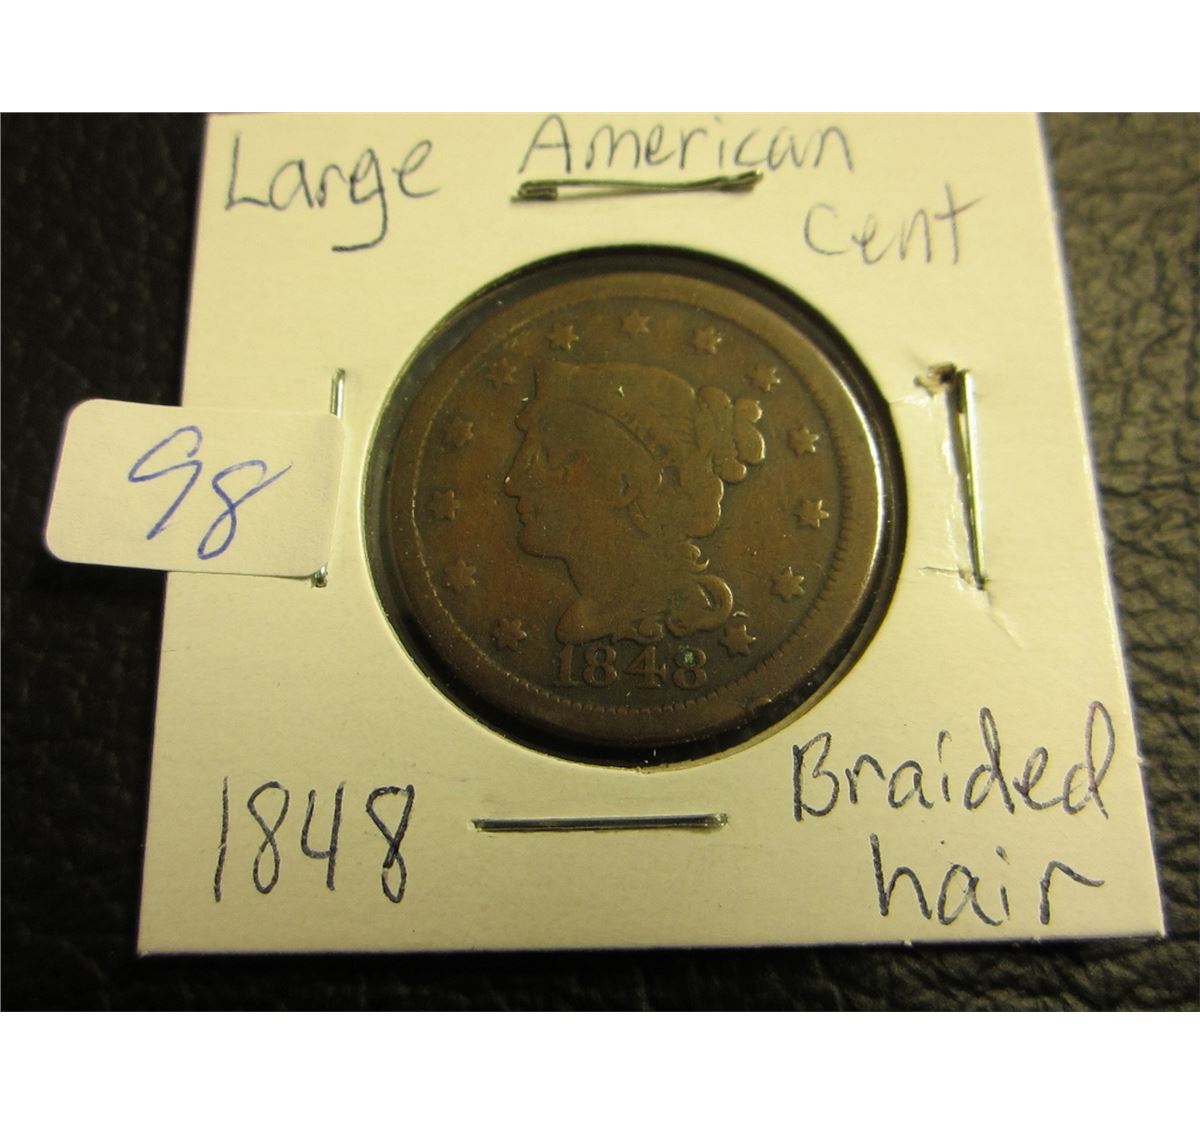 Large American
Cent
98
1848
1848
Braided
hair